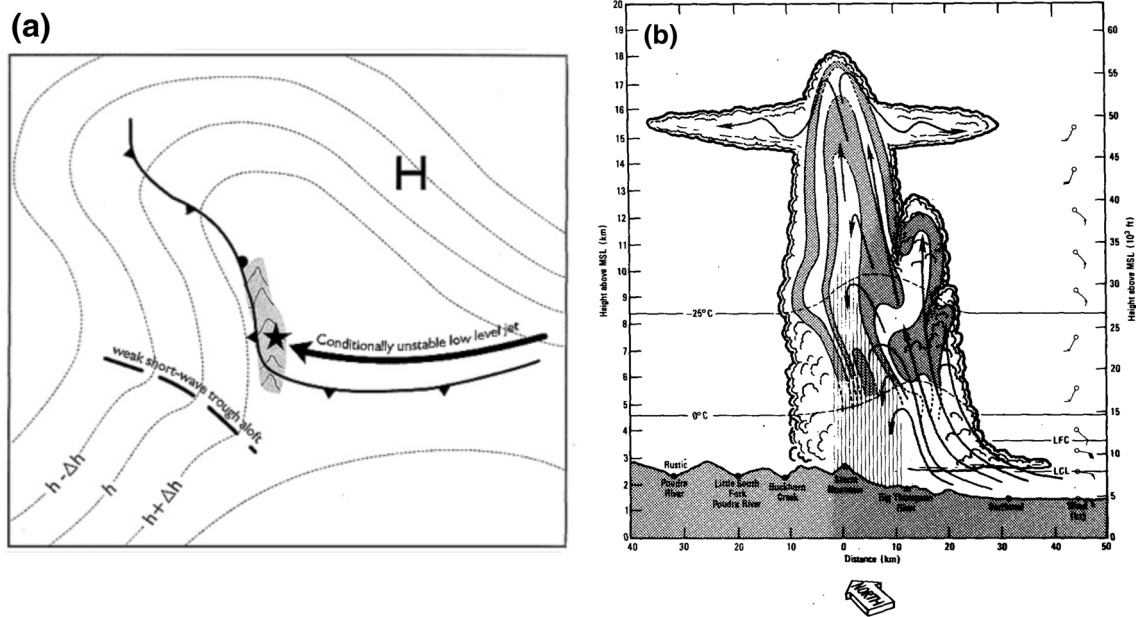 (a)
H
Conditionally unstable low level jet
weak short-wave trough aloft
h - Δh
h
h + Δh
(b)
Height above MSL (km)
20
19
18
17
16
15
14
13
12
11
10
9
8
7
6
5
4
3
2
1
0
Height above MSL (10³ ft)
60
55
50
45
40
35
30
25
20
15
10
5
0
-25°C
0°C
LFC
LCL
Rustic
Poudre
River
Little South
Fork
Poudre River
Buckhorn
Creek
Storm
Mountain
Big Thompson
River
40 30 20 10 0 10 20 30 40 50
Distance (km)
NORTH